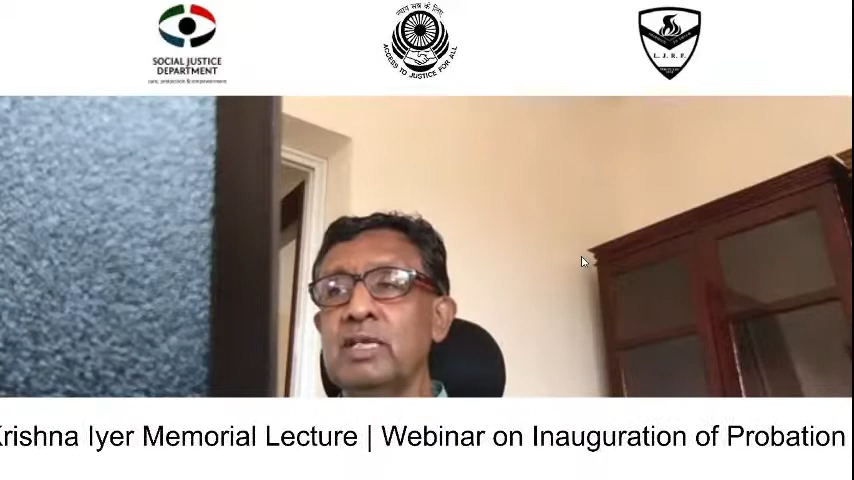 SOCIAL JUSTICE
DEPARTMENT
care, protection & empowerment
न्याय सब के लिए
ACCESS TO JUSTICE FOR ALL
L. J. R. F.
Krishna Iyer Memorial Lecture | Webinar on Inauguration of Probation